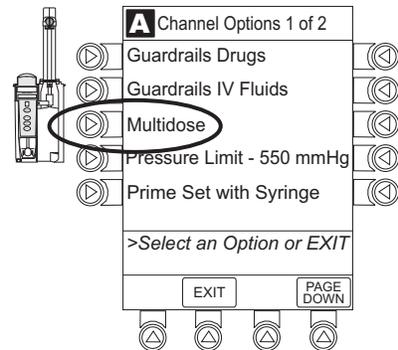 A Channel Options 1 of 2
Guardrails Drugs
Guardrails IV Fluids
Multidose
Pressure Limit - 550 mmHg
Prime Set with Syringe
>Select an Option or EXIT
EXIT
PAGE
DOWN